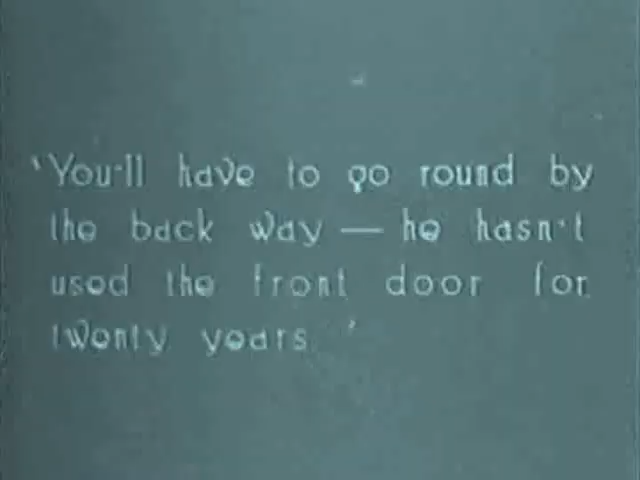 'You'll have to go round by
the back way — he hasn't
used the front door for
twenty years.'